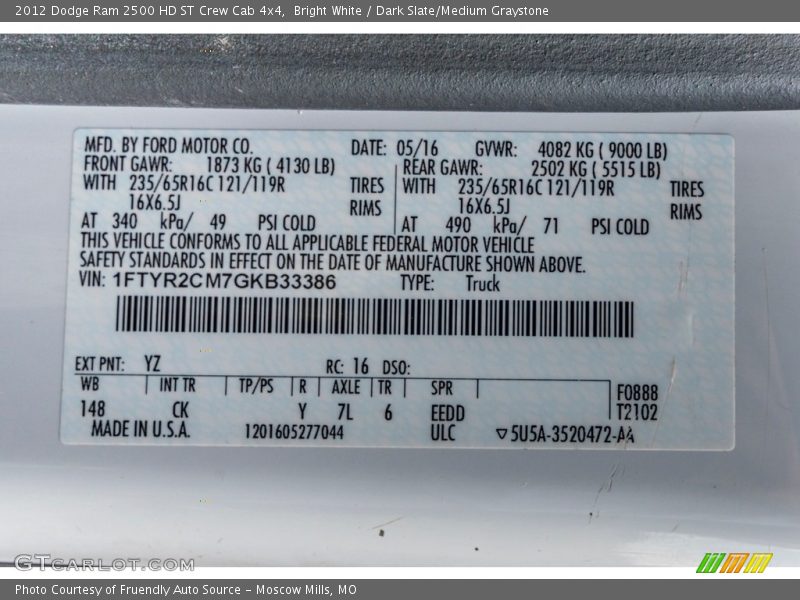 2012 Dodge Ram 2500 HD ST Crew Cab 4x4, Bright White / Dark Slate/Medium Graystone
MFD. BY FORD MOTOR CO. DATE: 05/16 GVWR: 4082 KG ( 9000 LB)
FRONT GAWR: 1873 KG ( 4130 LB) REAR GAWR: 2502 KG ( 5515 LB)
WITH 235/65R16C 121/119R TIRES WITH 235/65R16C 121/119R TIRES
16X6.5J RIMS 16X6.5J RIMS
AT 340 kPa/ 49 PSI COLD AT 490 kPa/ 71 PSI COLD
THIS VEHICLE CONFORMS TO ALL APPLICABLE FEDERAL MOTOR VEHICLE
SAFETY STANDARDS IN EFFECT ON THE DATE OF MANUFACTURE SHOWN ABOVE.
VIN: 1FTYR2CM7GKB33386 TYPE: Truck
EXT PNT: YZ RC: 16 DSO:
WB INT TR TP/PS R AXLE TR SPR F0888
148 CK Y 7L 6 EEDD T2102
MADE IN U.S.A. 1201605277044 ULC ▽5U5A-3520472-AA
GTCARLOT.COM
Photo Courtesy of Fruendly Auto Source – Moscow Mills, MO